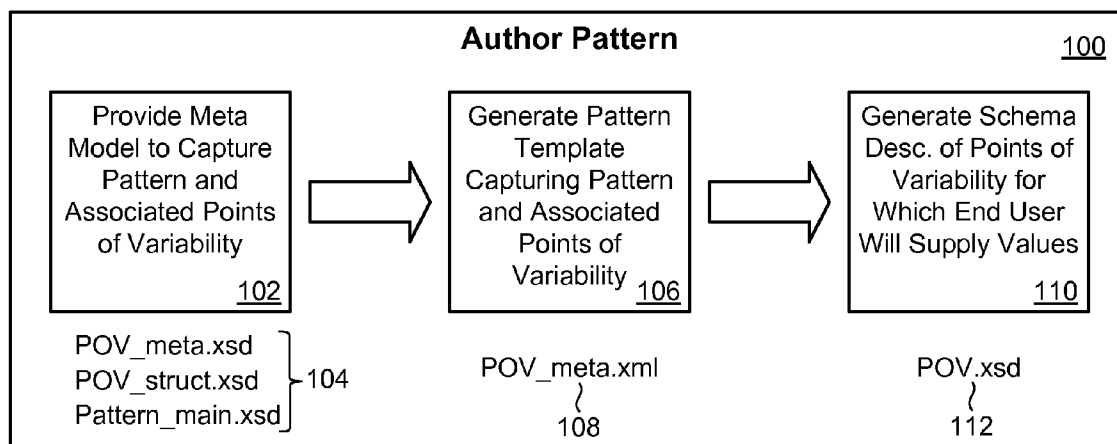 Author Pattern
100
Provide Meta
Model to Capture
Pattern and
Associated Points
of Variability
102
Generate Pattern
Template
Capturing Pattern
and Associated
Points of
Variability
106
Generate Schema
Desc. of Points of
Variability for
Which End User
Will Supply Values
110
POV_meta.xsd
POV_struct.xsd
Pattern_main.xsd
104
POV_meta.xml
108
POV.xsd
112